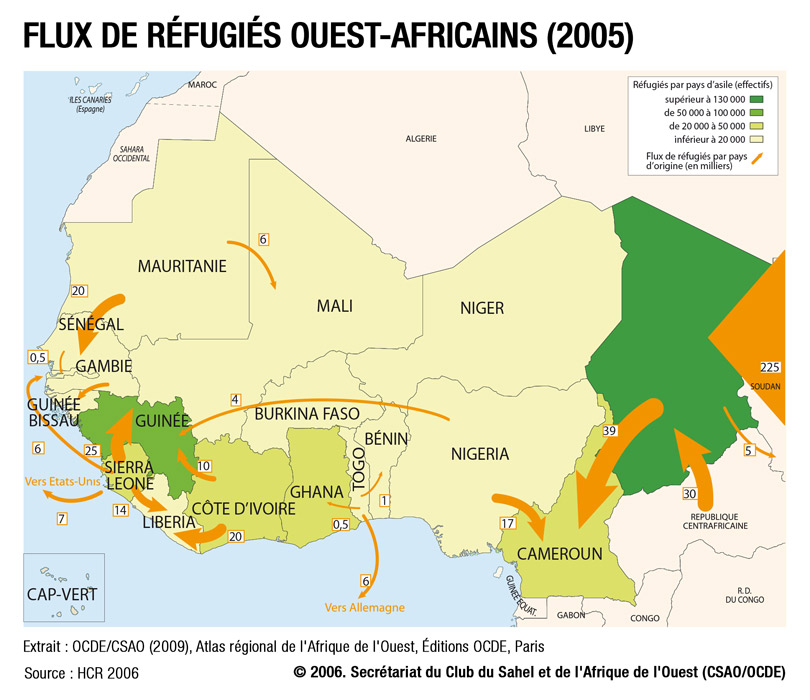 FLUX DE RÉFUGIÉS OUEST-AFRICAINS (2005)
Réfugiés par pays d'asile (effectifs)
supérieur à 130 000
de 50 000 à 100 000
de 20 000 à 50 000
inférieur à 20 000
Flux de réfugiés par pays
d'origine (en milliers)
MAROC
ÎLES CANARIES
(Espagne)
ALGERIE
LIBYE
SAHARA
OCCIDENTAL
6
MAURITANIE
20
MALI
NIGER
SÉNÉGAL
0,5
GAMBIE
225
SOUDAN
4
GUINÉE
BISSAU
GUINÉE
BURKINA FASO
39
BÉNIN
6
25
NIGERIA
5
10
SIERRA
LEONE
TOGO
Vers Etats-Unis
GHANA
1
30
14
CÔTE D'IVOIRE
7
LIBERIA
0,5
17
REPUBLIQUE
CENTRAFRICAINE
20
CAMEROUN
6
CAP-VERT
GUINÉE ÉQUAT.
Vers Allemagne
GABON
CONGO
R.D.
DU CONGO
Extrait : OCDE/CSAO (2009), Atlas régional de l'Afrique de l'Ouest, Éditions OCDE, Paris
Source : HCR 2006
© 2006. Secrétariat du Club du Sahel et de l'Afrique de l'Ouest (CSAO/OCDE)